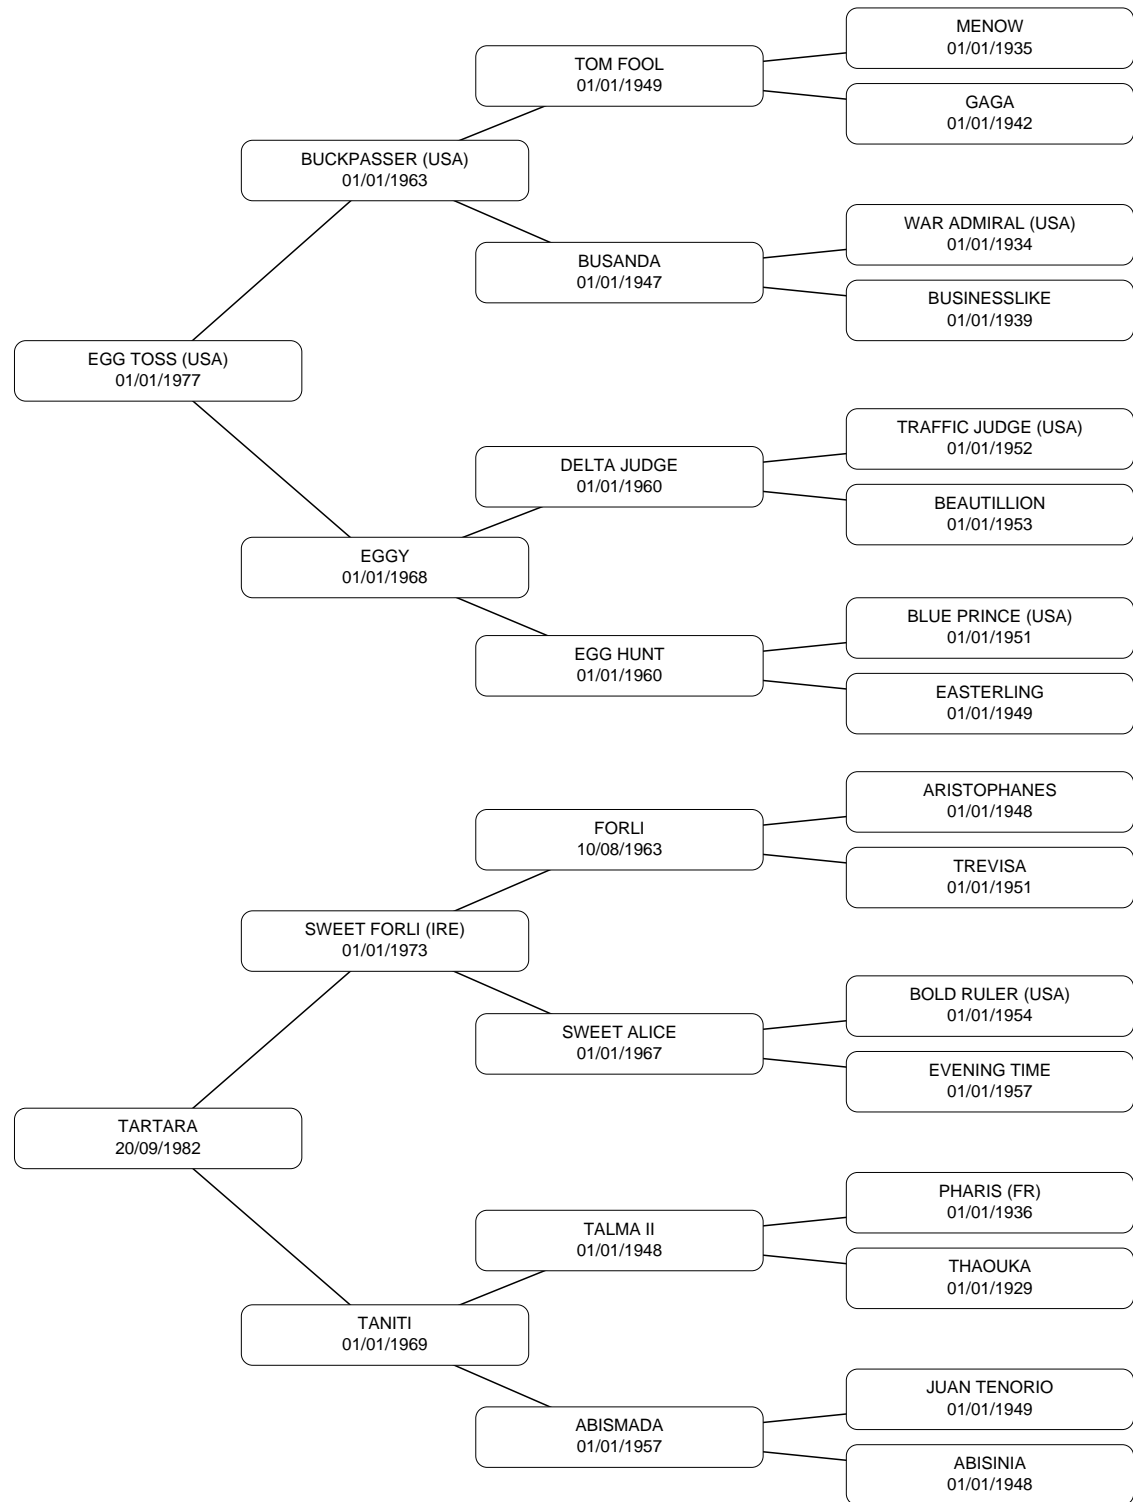 MENOW
01/01/1935
TOM FOOL
01/01/1949
GAGA
01/01/1942
BUCKPASSER (USA)
01/01/1963
WAR ADMIRAL (USA)
01/01/1934
BUSANDA
01/01/1947
BUSINESSLIKE
01/01/1939
EGG TOSS (USA)
01/01/1977
TRAFFIC JUDGE (USA)
01/01/1952
DELTA JUDGE
01/01/1960
BEAUTILLION
01/01/1953
EGGY
01/01/1968
BLUE PRINCE (USA)
01/01/1951
EGG HUNT
01/01/1960
EASTERLING
01/01/1949
ARISTOPHANES
01/01/1948
FORLI
10/08/1963
TREVISA
01/01/1951
SWEET FORLI (IRE)
01/01/1973
BOLD RULER (USA)
01/01/1954
SWEET ALICE
01/01/1967
EVENING TIME
01/01/1957
TARTARA
20/09/1982
PHARIS (FR)
01/01/1936
TALMA II
01/01/1948
THAOUKA
01/01/1929
TANITI
01/01/1969
JUAN TENORIO
01/01/1949
ABISMADA
01/01/1957
ABISINIA
01/01/1948